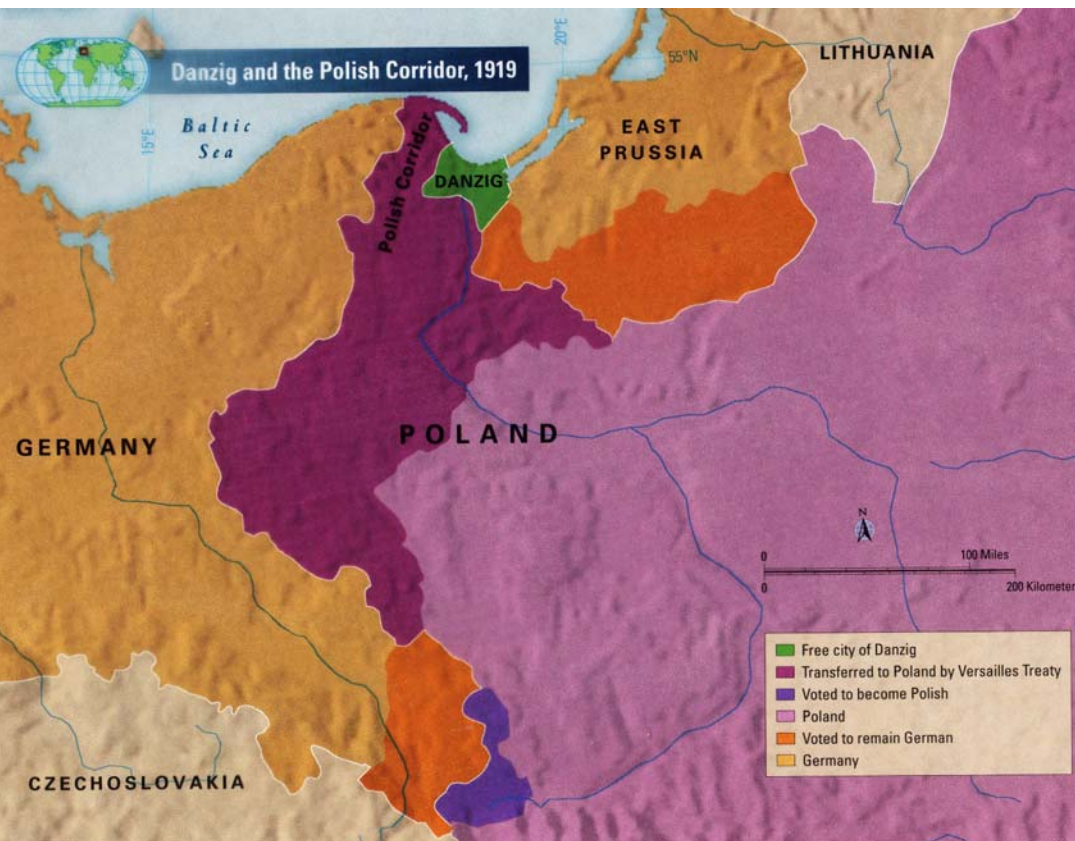 Danzig and the Polish Corridor, 1919
20°E
55°N
LITHUANIA
Baltic
Sea
15°E
EAST
PRUSSIA
Polish Corridor
DANZIG
GERMANY
POLAND
N
0
100 Miles
0
200 Kilometer
Free city of Danzig
Transferred to Poland by Versailles Treaty
Voted to become Polish
Poland
Voted to remain German
Germany
CZECHOSLOVAKIA